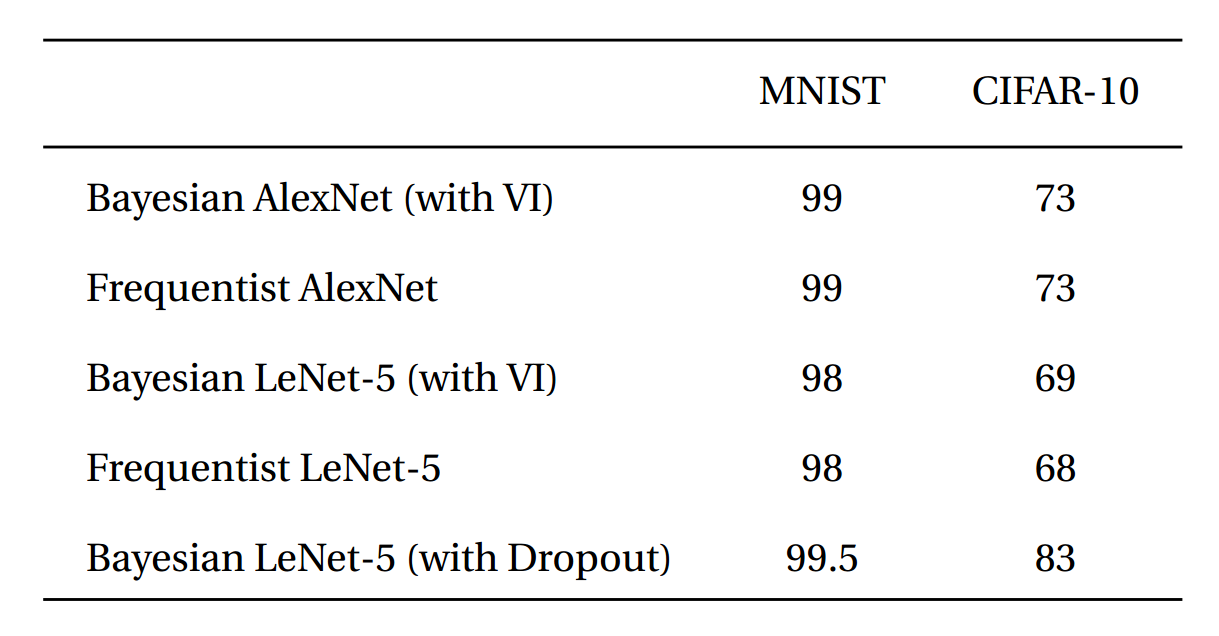 MNIST CIFAR-10
Bayesian AlexNet (with VI) 99 73
Frequentist AlexNet 99 73
Bayesian LeNet-5 (with VI) 98 69
Frequentist LeNet-5 98 68
Bayesian LeNet-5 (with Dropout) 99.5 83